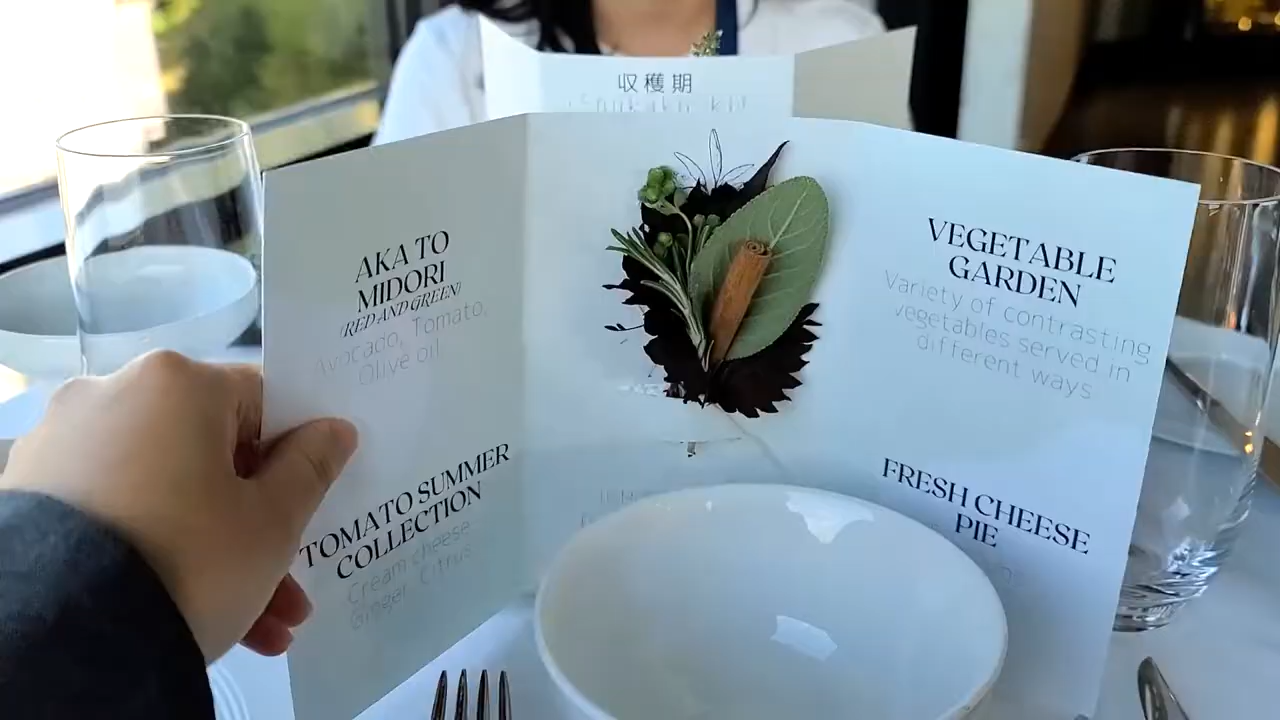 収穫期
AKA TO
MIDORI
(RED AND GREEN)
Avocado, Tomato,
Olive oil
TOMATO SUMMER
COLLECTION
Cream cheese
Ginger, Citrus
VEGETABLE
GARDEN
Variety of contrasting
vegetables served in
different ways
FRESH CHEESE
PIE